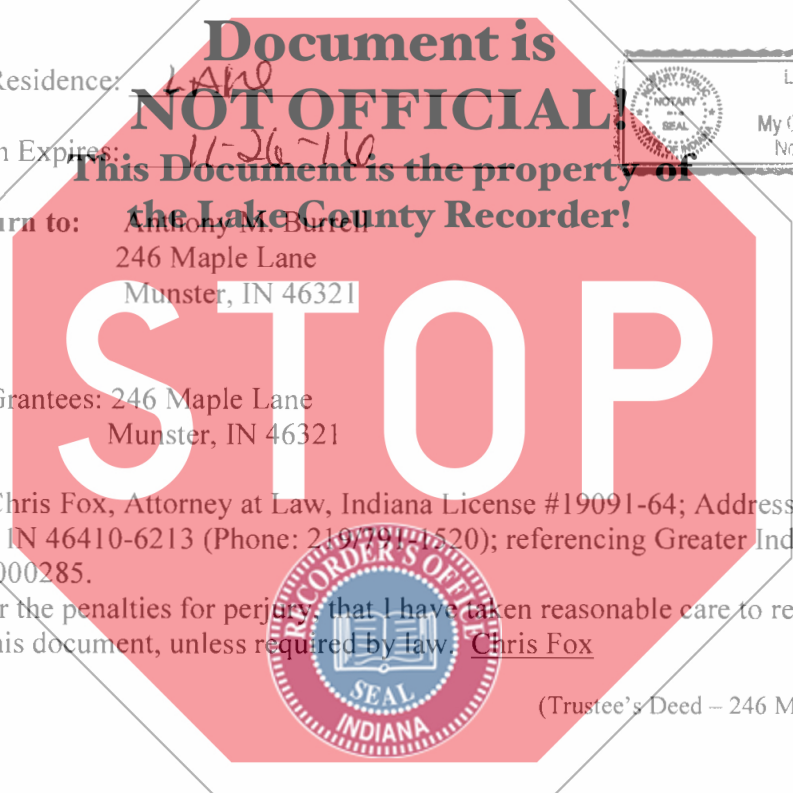 Document is
Residence: LAKE
NOT OFFICIAL!
NOTARY PUBLIC
NOTARY
SEAL
My
n Expires: 11-26-16
This Document is the property of
the Lake County Recorder!
urn to: Anthony M. Burrell
246 Maple Lane
Munster, IN 46321
STOP
Grantees: 246 Maple Lane
Munster, IN 46321
Chris Fox, Attorney at Law, Indiana License #19091-64; Address
IN 46410-6213 (Phone: 219/791-1520); referencing Greater Ind
000285.
r the penalties for perjury, that I have taken reasonable care to re
his document, unless required by law. Chris Fox
RECORDER'S OFFICE
SEAL
INDIANA
(Trustee's Deed – 246 M